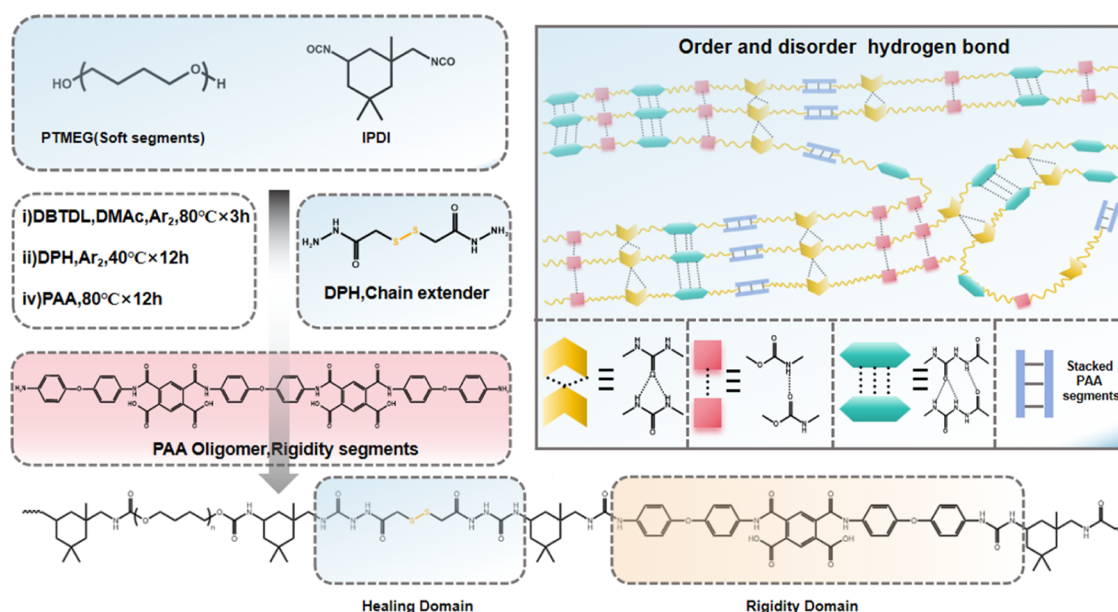 OCN
NCO
HO
O
H
PTMEG(Soft segments)
IPDI
i)DBTDL,DMAc,Ar₂,80℃×3h
ii)DPH,Ar₂,40℃×12h
iv)PAA,80℃×12h
DPH,Chain extender
PAA Oligomer,Rigidity segments
Order and disorder hydrogen bond
Stacked
PAA
segments
Healing Domain
Rigidity Domain